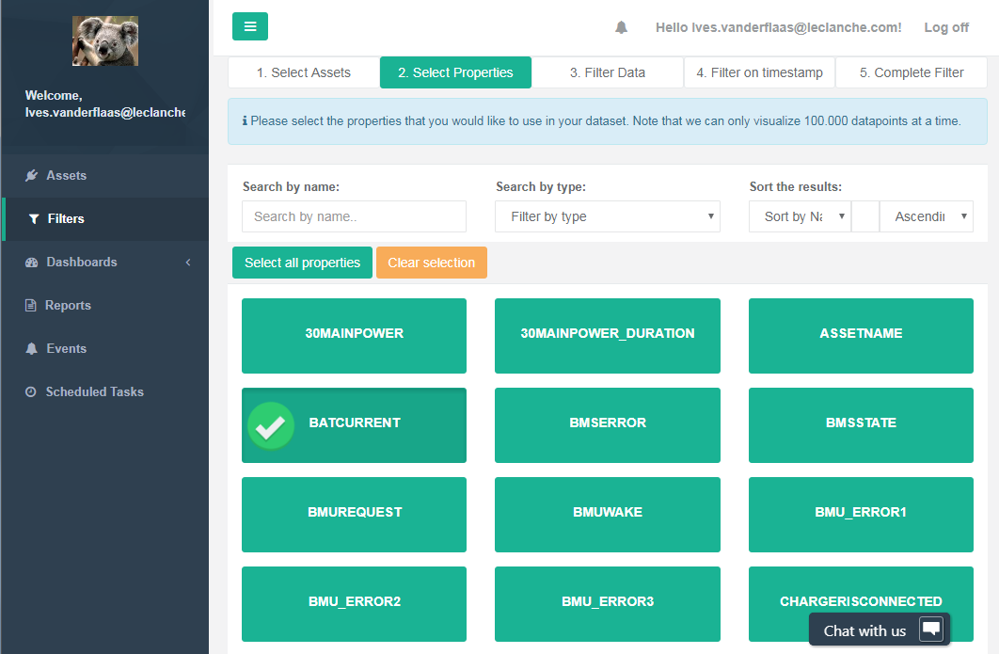 Hello Ives.vanderflaas@leclanche.com!
Log off
Welcome,
Ives.vanderflaas@leclanche
Assets
Filters
Dashboards
Reports
Events
Scheduled Tasks
1. Select Assets
2. Select Properties
3. Filter Data
4. Filter on timestamp
5. Complete Filter
Please select the properties that you would like to use in your dataset. Note that we can only visualize 100.000 datapoints at a time.
Search by name:
Search by type:
Sort the results:
Search by name..
Filter by type
Sort by Na
Ascendin
Select all properties
Clear selection
30MAINPOWER
30MAINPOWER_DURATION
ASSETNAME
BATCURRENT
BMSERROR
BMSSTATE
BMUREQUEST
BMUWAKE
BMU_ERROR1
BMU_ERROR2
BMU_ERROR3
CHARGERISCONNECTED
Chat with us